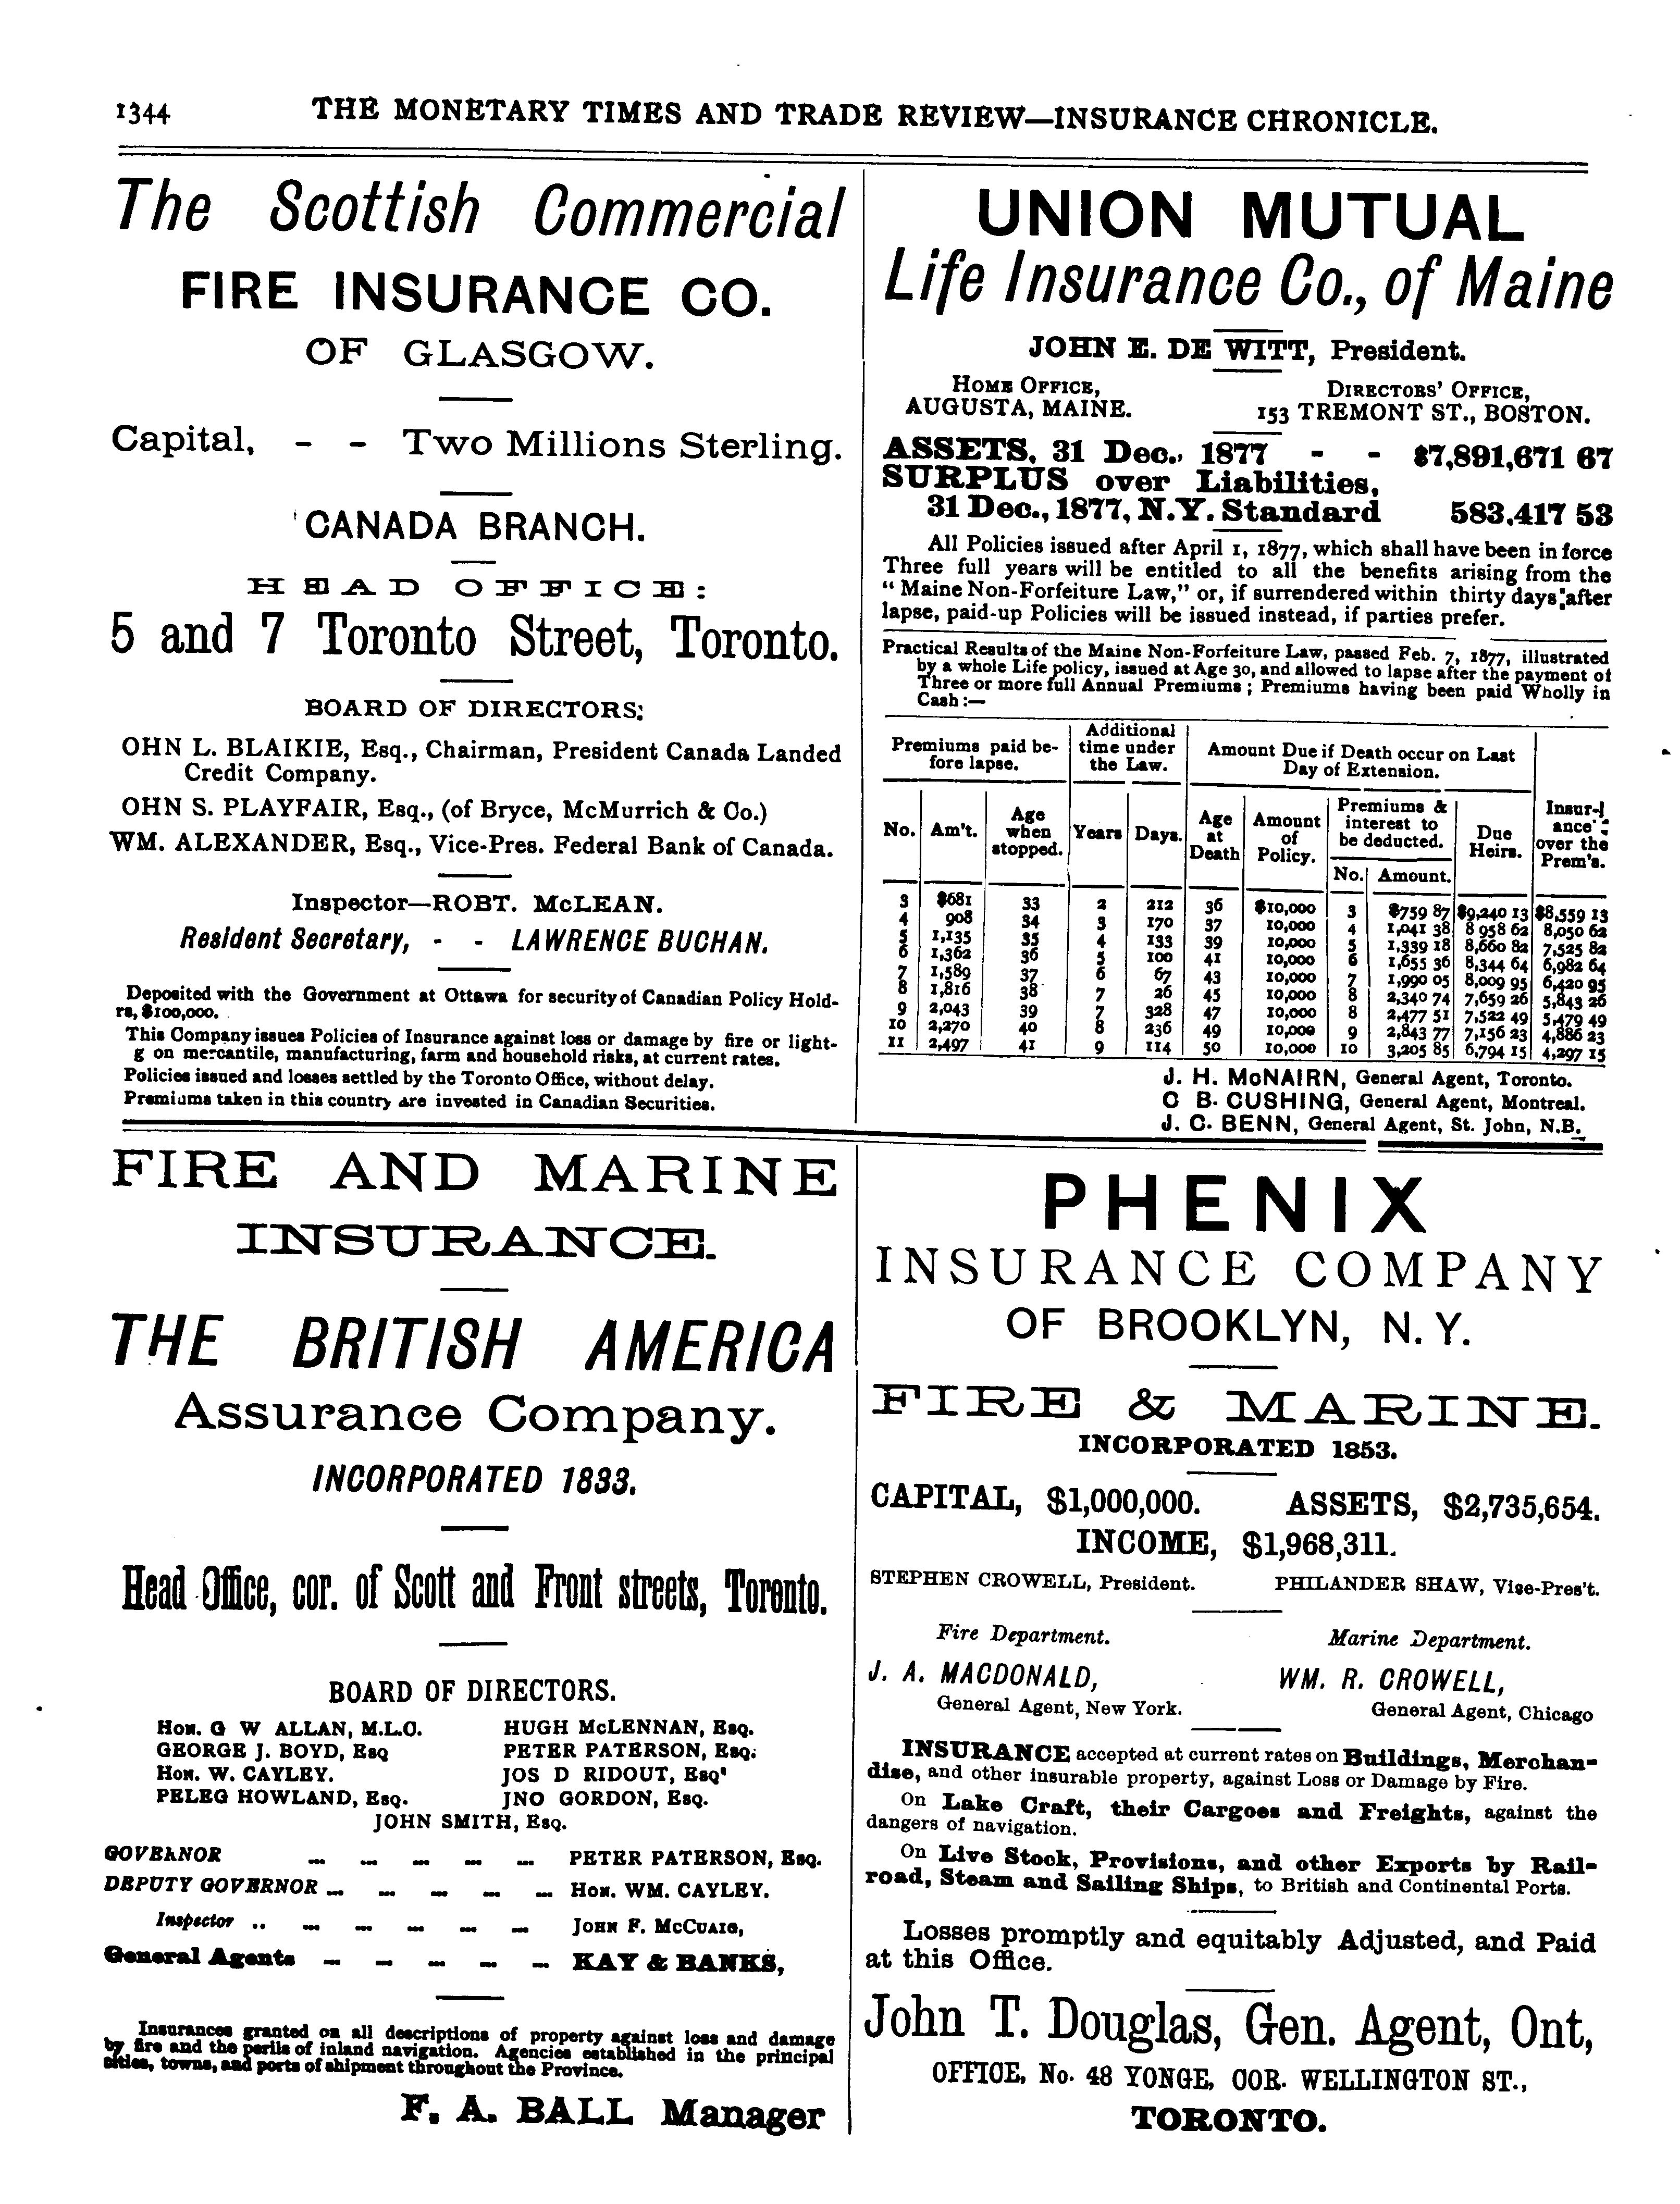 1344 THE MONETARY TIMES AND TRADE REVIEW—INSURANCE CHRONICLE.
The Scottish Commercial
FIRE INSURANCE CO.
OF GLASGOW.
Capital, - - Two Millions Sterling.
CANADA BRANCH.
HEAD OFFICE:
5 and 7 Toronto Street, Toronto.
BOARD OF DIRECTORS:
OHN L. BLAIKIE, Esq., Chairman, President Canada Landed
Credit Company.
OHN S. PLAYFAIR, Esq., (of Bryce, McMurrich & Co.)
WM. ALEXANDER, Esq., Vice-Pres. Federal Bank of Canada.
Inspector—ROBT. McLEAN.
Resident Secretary, - - LAWRENCE BUCHAN.
Deposited with the Government at Ottawa for security of Canadian Policy Hold-
rs, $100,000.
This Company issues Policies of Insurance against loss or damage by fire or light-
g on mercantile, manufacturing, farm and household risks, at current rates.
Policies issued and losses settled by the Toronto Office, without delay.
Premiums taken in this country are invested in Canadian Securities.
UNION MUTUAL
Life Insurance Co., of Maine
JOHN E. DE WITT, President.
HOME OFFICE, DIRECTORS' OFFICE,
AUGUSTA, MAINE. 153 TREMONT ST., BOSTON.
ASSETS, 31 Dec., 1877 - - $7,891,671 67
SURPLUS over Liabilities,
31 Dec., 1877, N.Y. Standard 583,417 53
All Policies issued after April 1, 1877, which shall have been in force
Three full years will be entitled to all the benefits arising from the
"Maine Non-Forfeiture Law," or, if surrendered within thirty days after
lapse, paid-up Policies will be issued instead, if parties prefer.
Practical Results of the Maine Non-Forfeiture Law, passed Feb. 7, 1877, illustrated
by a whole Life policy, issued at Age 30, and allowed to lapse after the payment of
Three or more full Annual Premiums; Premiums having been paid Wholly in
Cash:—
Premiums paid be-
fore lapse.
Additional
time under
the Law.
Amount Due if Death occur on Last
Day of Extension.
No.
Am't.
Age
when
stopped.
Years
Days.
Age
at
Death
Amount
of
Policy.
Premiums &
interest to
be deducted.
No.
Amount.
Due
Heirs.
Insur-
ance
over the
Prem's.
3 $681 33 2 212 36 $10,000 3 $759 87 $9,240 13 $8,559 13
4 908 34 3 170 37 10,000 4 1,041 38 8 958 62 8,050 62
5 1,135 35 4 133 39 10,000 5 1,339 18 8,660 82 7,525 82
6 1,362 36 5 100 41 10,000 6 1,655 36 8,344 64 6,982 64
7 1,589 37 6 67 43 10,000 7 1,990 05 8,009 95 6,420 95
8 1,816 38 7 26 45 10,000 8 2,340 74 7,659 26 5,843 26
9 2,043 39 7 328 47 10,000 8 2,477 51 7,522 49 5,479 49
10 2,270 40 8 236 49 10,000 9 2,843 77 7,156 23 4,886 23
11 2,497 41 9 114 50 10,000 10 3,205 85 6,794 15 4,297 15
J. H. McNAIRN, General Agent, Toronto.
C B. CUSHING, General Agent, Montreal.
J. C. BENN, General Agent, St. John, N.B.
FIRE AND MARINE
INSURANCE.
THE BRITISH AMERICA
Assurance Company.
INCORPORATED 1833.
Head Office, cor. of Scott and Front streets, Toronto.
BOARD OF DIRECTORS.
HON. G W ALLAN, M.L.C. HUGH McLENNAN, ESQ.
GEORGE J. BOYD, ESQ PETER PATERSON, ESQ.
HON. W. CAYLEY. JOS D RIDOUT, ESQ'
PELEG HOWLAND, ESQ. JNO GORDON, ESQ.
JOHN SMITH, ESQ.
GOVERNOR - - - - - PETER PATERSON, ESQ.
DEPUTY GOVERNOR - - - - - HON. WM. CAYLEY.
Inspector .. - - - - - JOHN F. McCUAIG,
General Agents - - - - - KAY & BANKS,
Insurances granted on all descriptions of property against loss and damage
by fire and the perils of inland navigation. Agencies established in the principal
cities, towns, and ports of shipment throughout the Province.
F. A. BALL Manager
PHENIX
INSURANCE COMPANY
OF BROOKLYN, N. Y.
FIRE & MARINE.
INCORPORATED 1853.
CAPITAL, $1,000,000. ASSETS, $2,735,654.
INCOME, $1,968,311.
STEPHEN CROWELL, President. PHILANDER SHAW, Vise-Pres't.
Fire Department. Marine Department.
J. A. MACDONALD, WM. R. CROWELL,
General Agent, New York. General Agent, Chicago
INSURANCE accepted at current rates on Buildings, Merchan-
dise, and other insurable property, against Loss or Damage by Fire.
On Lake Craft, their Cargoes and Freights, against the
dangers of navigation.
On Live Stock, Provisions, and other Exports by Rail-
road, Steam and Sailing Ships, to British and Continental Ports.
Losses promptly and equitably Adjusted, and Paid
at this Office.
John T. Douglas, Gen. Agent, Ont,
OFFICE, No. 48 YONGE, COR. WELLINGTON ST.,
TORONTO.